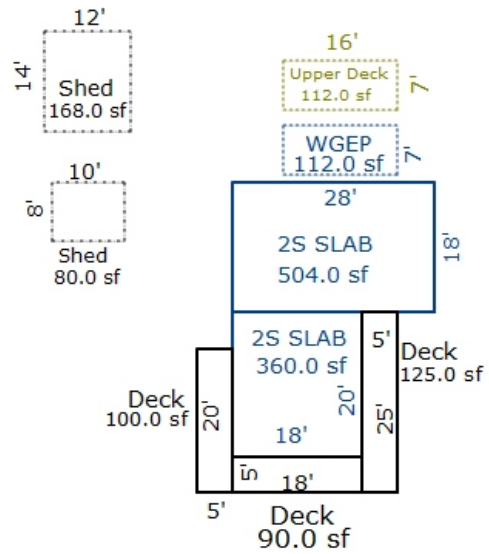 12'
14'
Shed
168.0 sf
10'
8'
Shed
80.0 sf
16'
Upper Deck
112.0 sf
7'
WGEP
112.0 sf
7'
28'
2S SLAB
504.0 sf
18'
2S SLAB
360.0 sf
20'
18'
5'
Deck
125.0 sf
25'
Deck
100.0 sf
20'
5'
5'
18'
Deck
90.0 sf